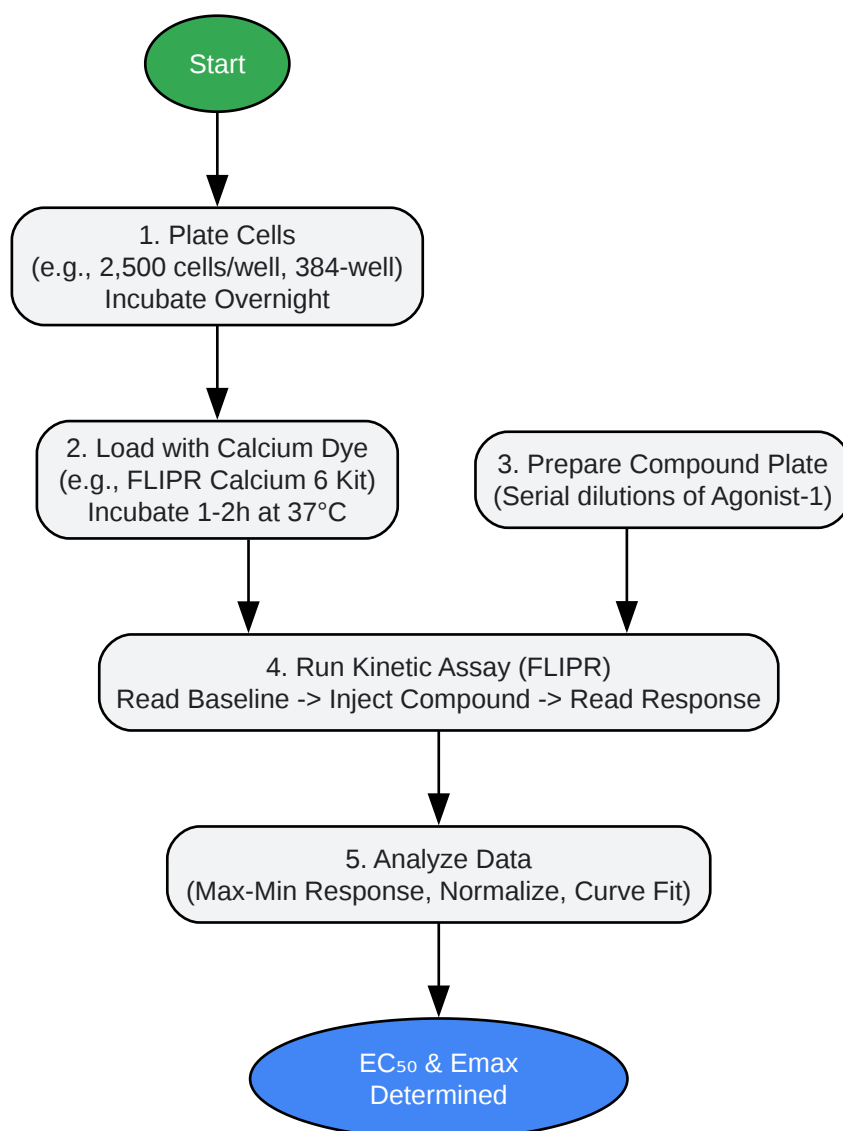 Start
1. Plate Cells
(e.g., 2,500 cells/well, 384-well)
Incubate Overnight
2. Load with Calcium Dye
(e.g., FLIPR Calcium 6 Kit)
Incubate 1-2h at 37°C
3. Prepare Compound Plate
(Serial dilutions of Agonist-1)
4. Run Kinetic Assay (FLIPR)
Read Baseline -> Inject Compound -> Read Response
5. Analyze Data
(Max-Min Response, Normalize, Curve Fit)
EC₅₀ & Emax
Determined